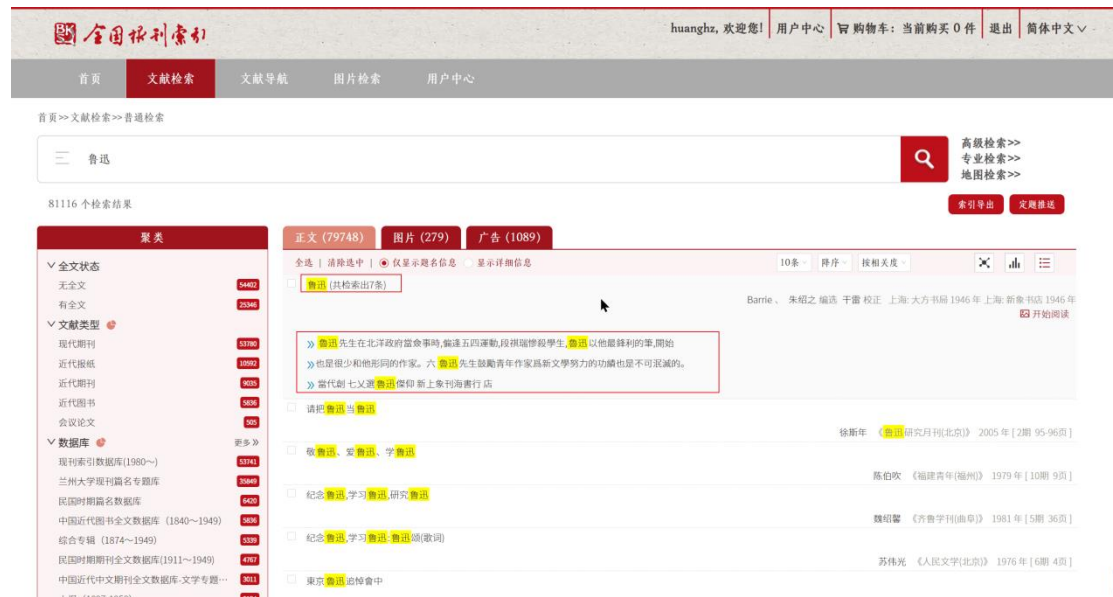 全国报刊索引
huanghz, 欢迎您! 用户中心 购物车: 当前购买 0 件 退出 简体中文
首页 文献检索 文献导航 图片检索 用户中心
首页>>文献检索>>普通检索
鲁迅
高级检索>>
专业检索>>
地图检索>>
81116 个检索结果
索引导出 定题推送
聚类
全文状态
无全文 54402
有全文 25346
文献类型
现代期刊 53780
近代报纸 10592
近代期刊 9035
近代图书 5836
会议论文 505
数据库 更多》
现刊索引数据库(1980～) 53741
兰州大学现刊篇名专题库 35849
民国时期篇名数据库 6420
中国近代图书全文数据库 (1840～1949) 5836
综合专辑 (1874～1949) 5339
民国时期期刊全文数据库(1911～1949) 4767
中国近代中文期刊全文数据库-文学专题… 3011
正文 (79748) 图片 (279) 广告 (1089)
全选 | 清除选中 | 仅显示题名信息 显示详细信息
10条 降序 按相关度
鲁迅 (共检索出7条)
Barrie 、 朱绍之 编选 干雷 校正 上海: 大方书局 1946 年 上海: 新象书店 1946 年
开始阅读
» 魯迅先生在北洋政府當僉事時,偏逢五四運動,段祺瑞慘殺學生,魯迅以他最鋒利的筆,開始
»也是很少和他形同的作家。六 魯迅先生鼓勵青年作家爲新文學努力的功績也是不可泯滅的。
» 當代創 七乂選魯迅傑仰 新上象刊海書行 店
请把鲁迅当鲁迅
徐斯年 《鲁迅研究月刊(北京)》 2005 年 [ 2期 95-96页 ]
敬鲁迅、爱鲁迅、学鲁迅
陈伯吹 《福建青年(福州)》 1979 年 [ 10期 9页 ]
纪念鲁迅,学习鲁迅,研究鲁迅
魏绍馨 《齐鲁学刊(曲阜)》 1981 年 [ 5期 36页 ]
纪念鲁迅,学习鲁迅:鲁迅颂(歌词)
苏伟光 《人民文学(北京)》 1976 年 [ 6期 4页 ]
東京魯迅追悼會中